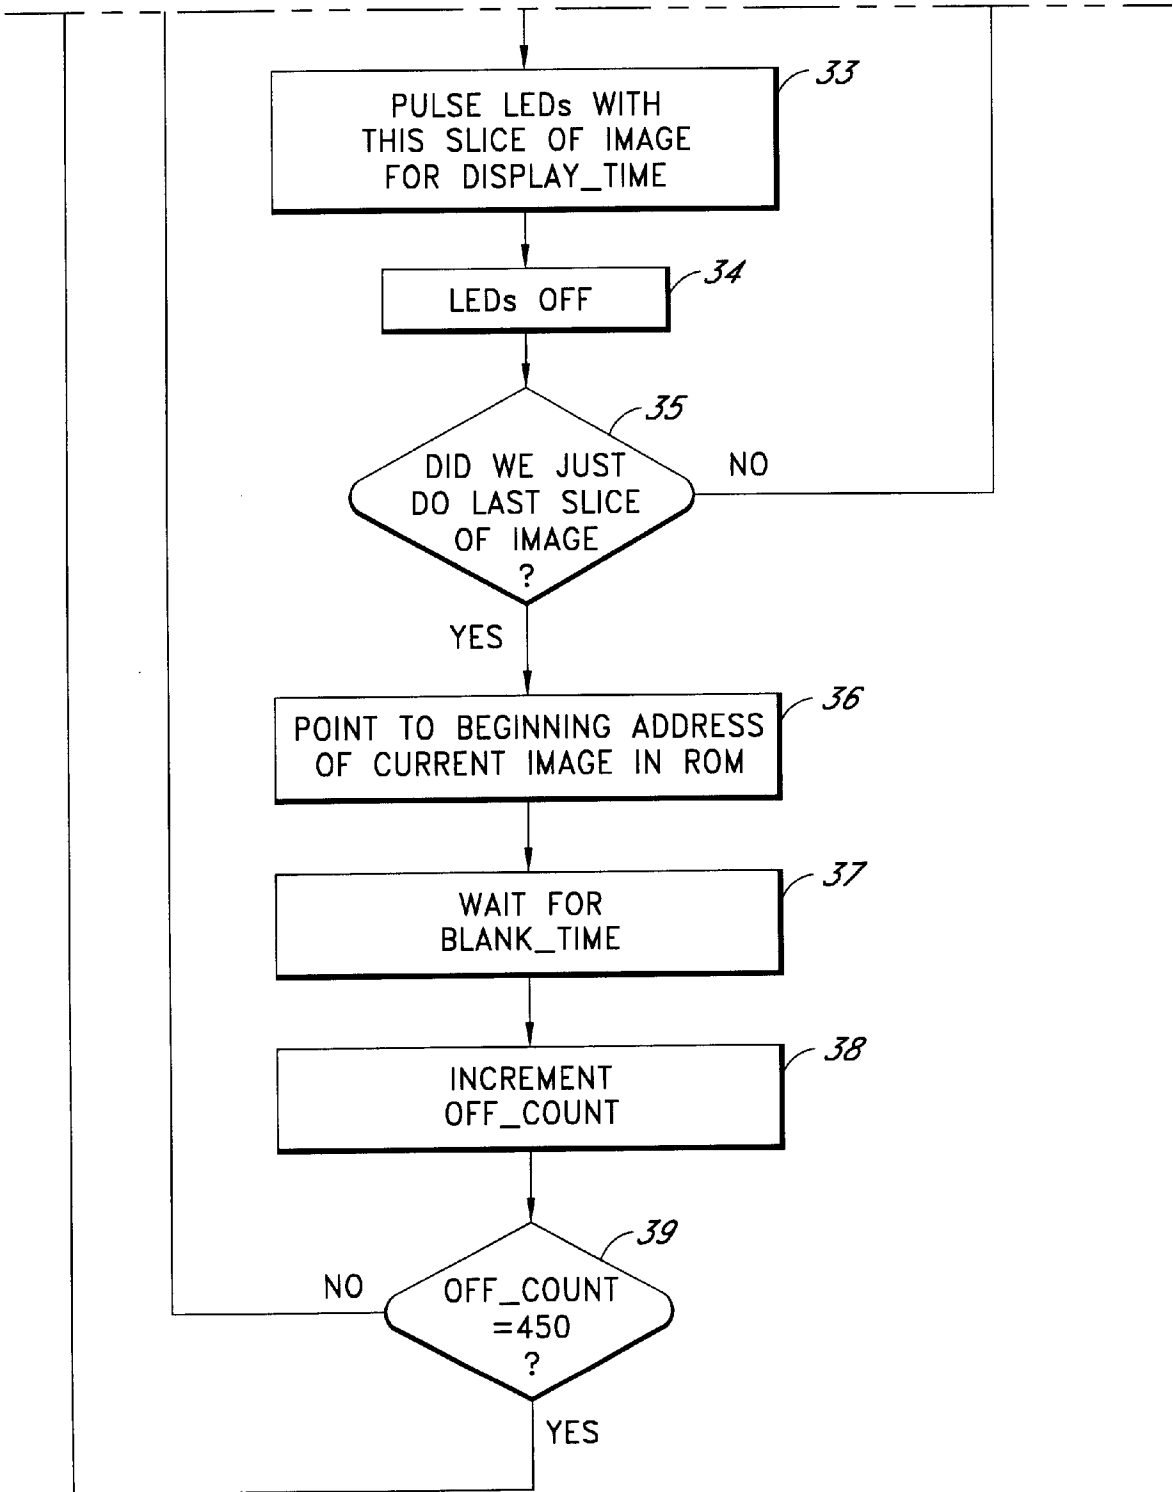 33
PULSE LEDs WITH
THIS SLICE OF IMAGE
FOR DISPLAY_TIME
34
LEDs OFF
35
DID WE JUST
DO LAST SLICE
OF IMAGE
?
NO
YES
36
POINT TO BEGINNING ADDRESS
OF CURRENT IMAGE IN ROM
37
WAIT FOR
BLANK_TIME
38
INCREMENT
OFF_COUNT
39
NO
OFF_COUNT
=450
?
YES